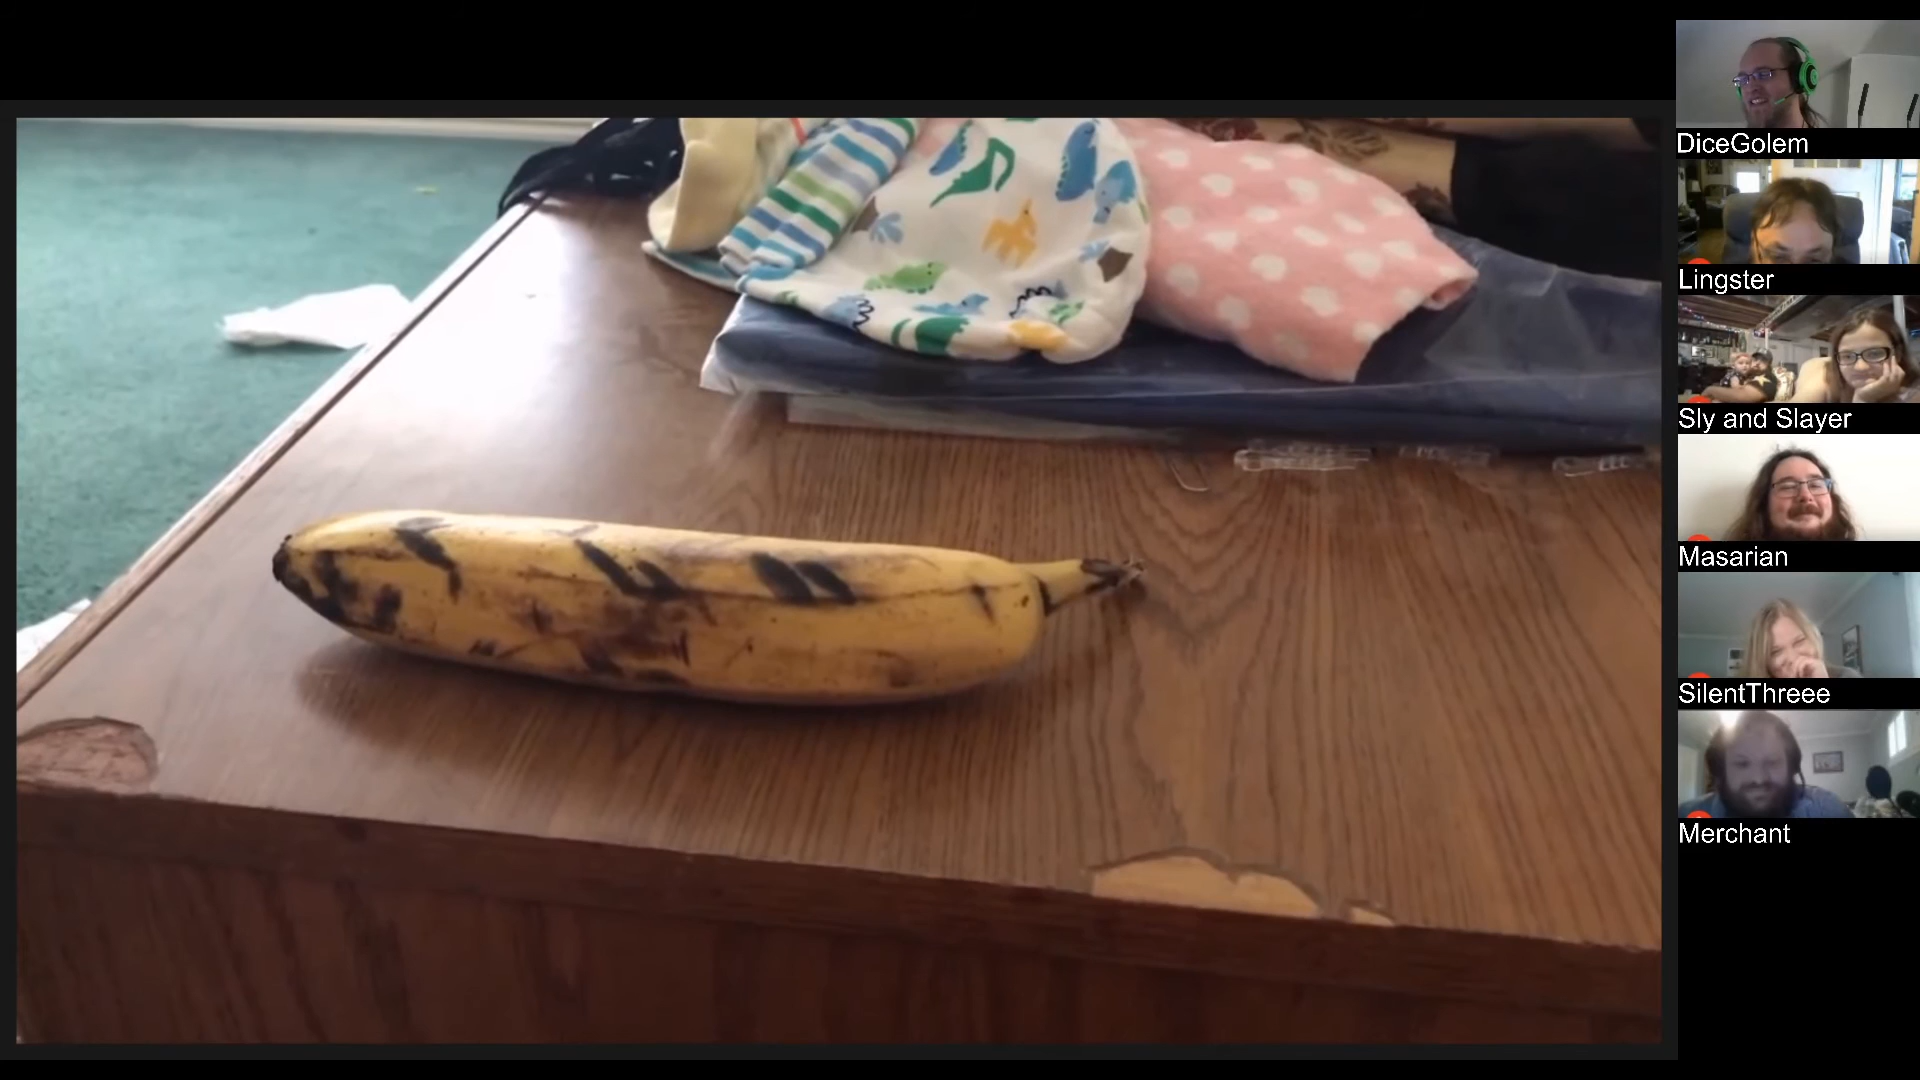 DiceGolem
Lingster
Sly and Slayer
Masarian
SilentThreee
Merchant